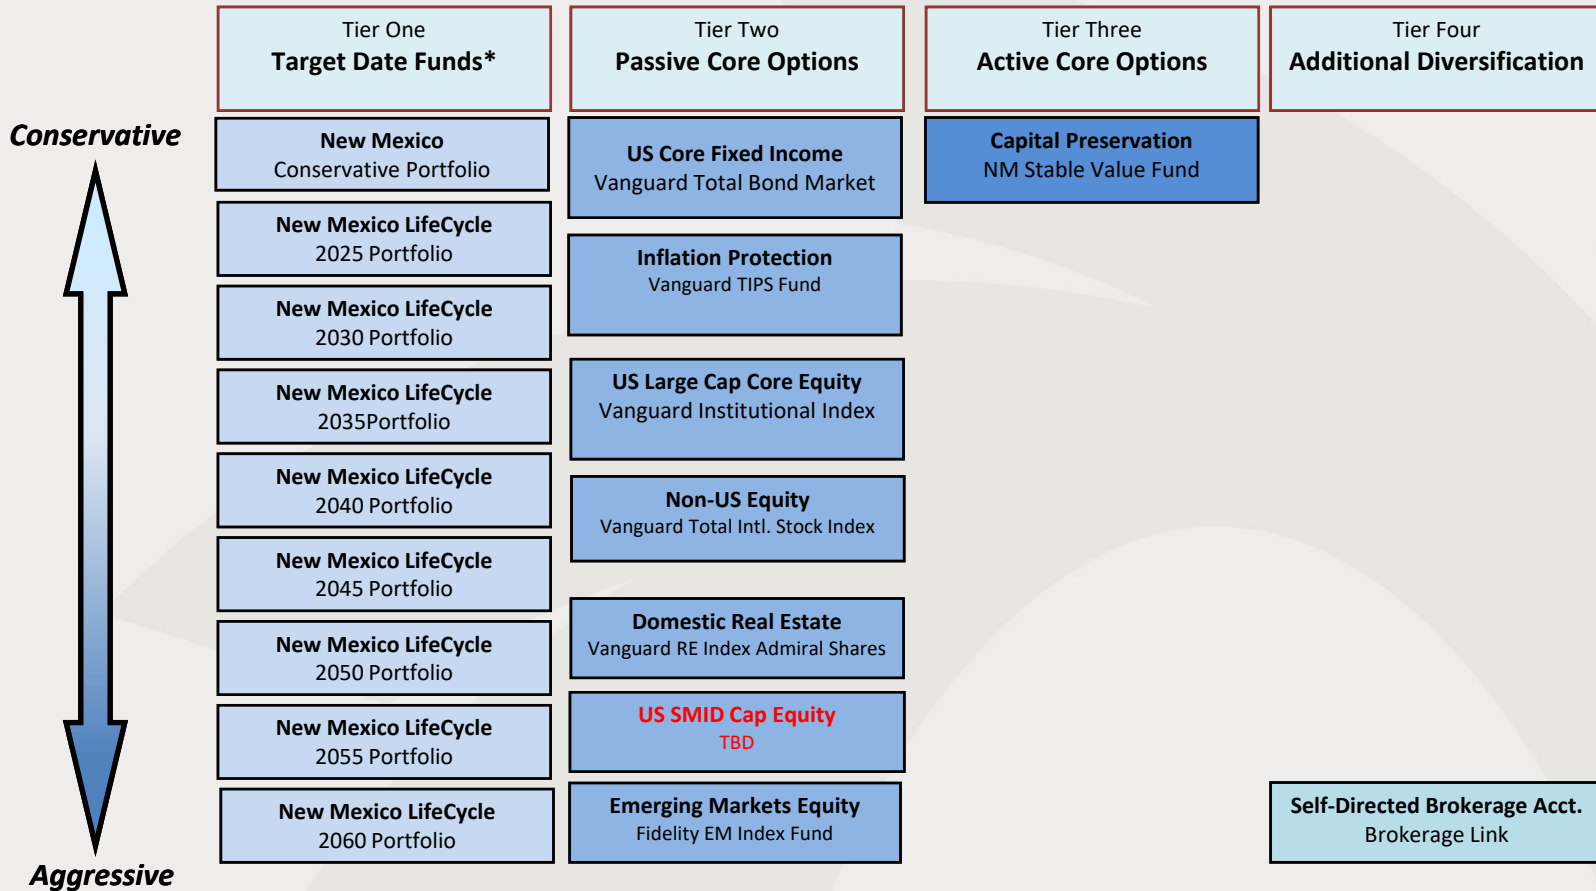 Tier One
Target Date Funds*
Tier Two
Passive Core Options
Tier Three
Active Core Options
Tier Four
Additional Diversification
Conservative
Aggressive
New Mexico
Conservative Portfolio
New Mexico LifeCycle
2025 Portfolio
New Mexico LifeCycle
2030 Portfolio
New Mexico LifeCycle
2035Portfolio
New Mexico LifeCycle
2040 Portfolio
New Mexico LifeCycle
2045 Portfolio
New Mexico LifeCycle
2050 Portfolio
New Mexico LifeCycle
2055 Portfolio
New Mexico LifeCycle
2060 Portfolio
US Core Fixed Income
Vanguard Total Bond Market
Inflation Protection
Vanguard TIPS Fund
US Large Cap Core Equity
Vanguard Institutional Index
Non-US Equity
Vanguard Total Intl. Stock Index
Domestic Real Estate
Vanguard RE Index Admiral Shares
US SMID Cap Equity
TBD
Emerging Markets Equity
Fidelity EM Index Fund
Capital Preservation
NM Stable Value Fund
Self-Directed Brokerage Acct.
Brokerage Link